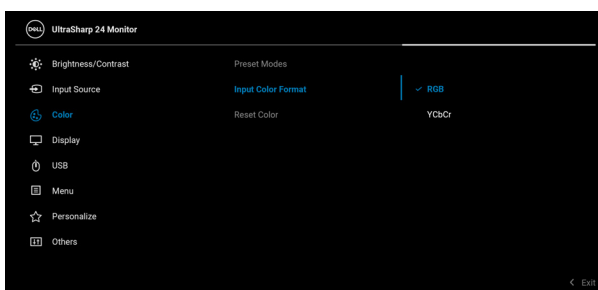 DELL UltraSharp 24 Monitor
Brightness/Contrast Preset Modes
Input Source Input Color Format ✓ RGB
Color Reset Color YCbCr
Display
USB
Menu
Personalize
Others
< Exit